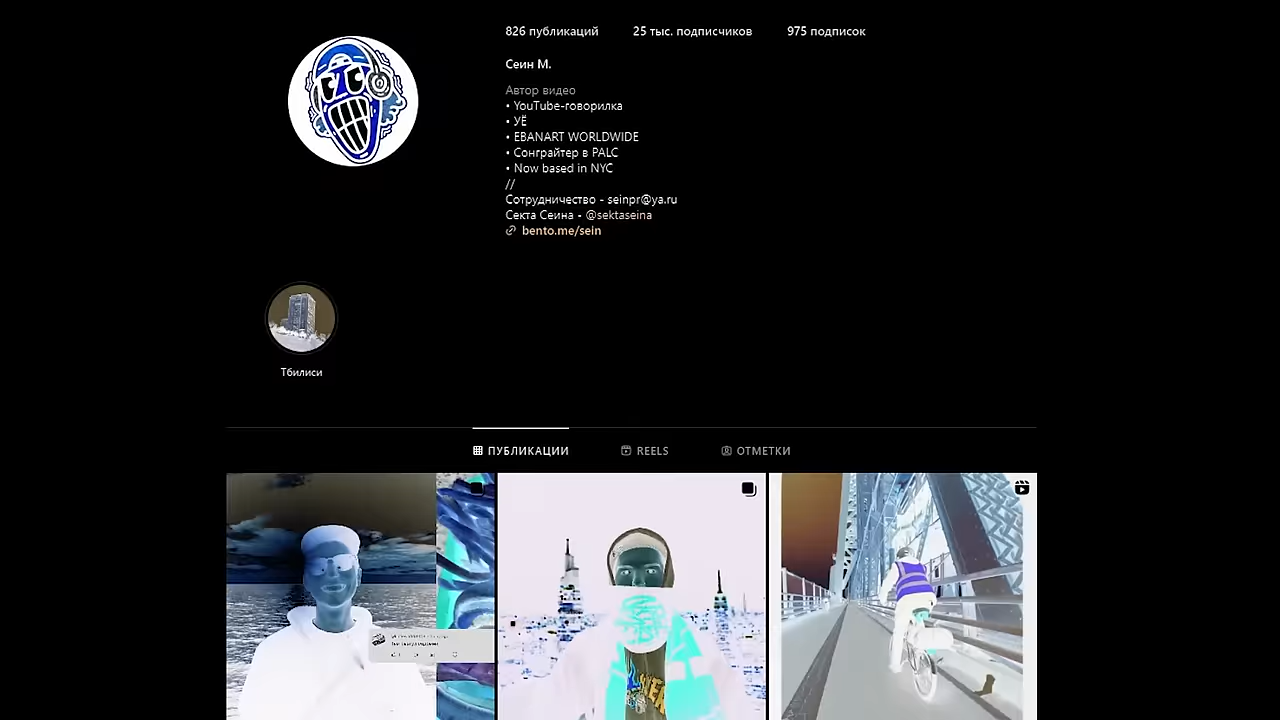 826 публикаций 25 тыс. подписчиков 975 подписок
Сеин М.
Автор видео
• YouTube-говорилка
• УЁ
• EBANART WORLDWIDE
• Сонграйтер в PALC
• Now based in NYC
//
Сотрудничество - seinpr@ya.ru
Секта Сеина - @sektaseina
bento.me/sein
Тбилиси
ПУБЛИКАЦИИ REELS ОТМЕТКИ